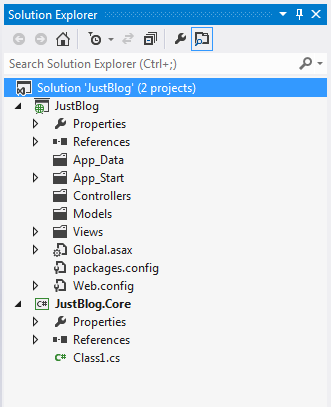 Solution Explorer
Search Solution Explorer (Ctrl+;)
Solution 'JustBlog' (2 projects)
JustBlog
Properties
References
App_Data
App_Start
Controllers
Models
Views
Global.asax
packages.config
Web.config
C# JustBlog.Core
Properties
References
C# Class1.cs